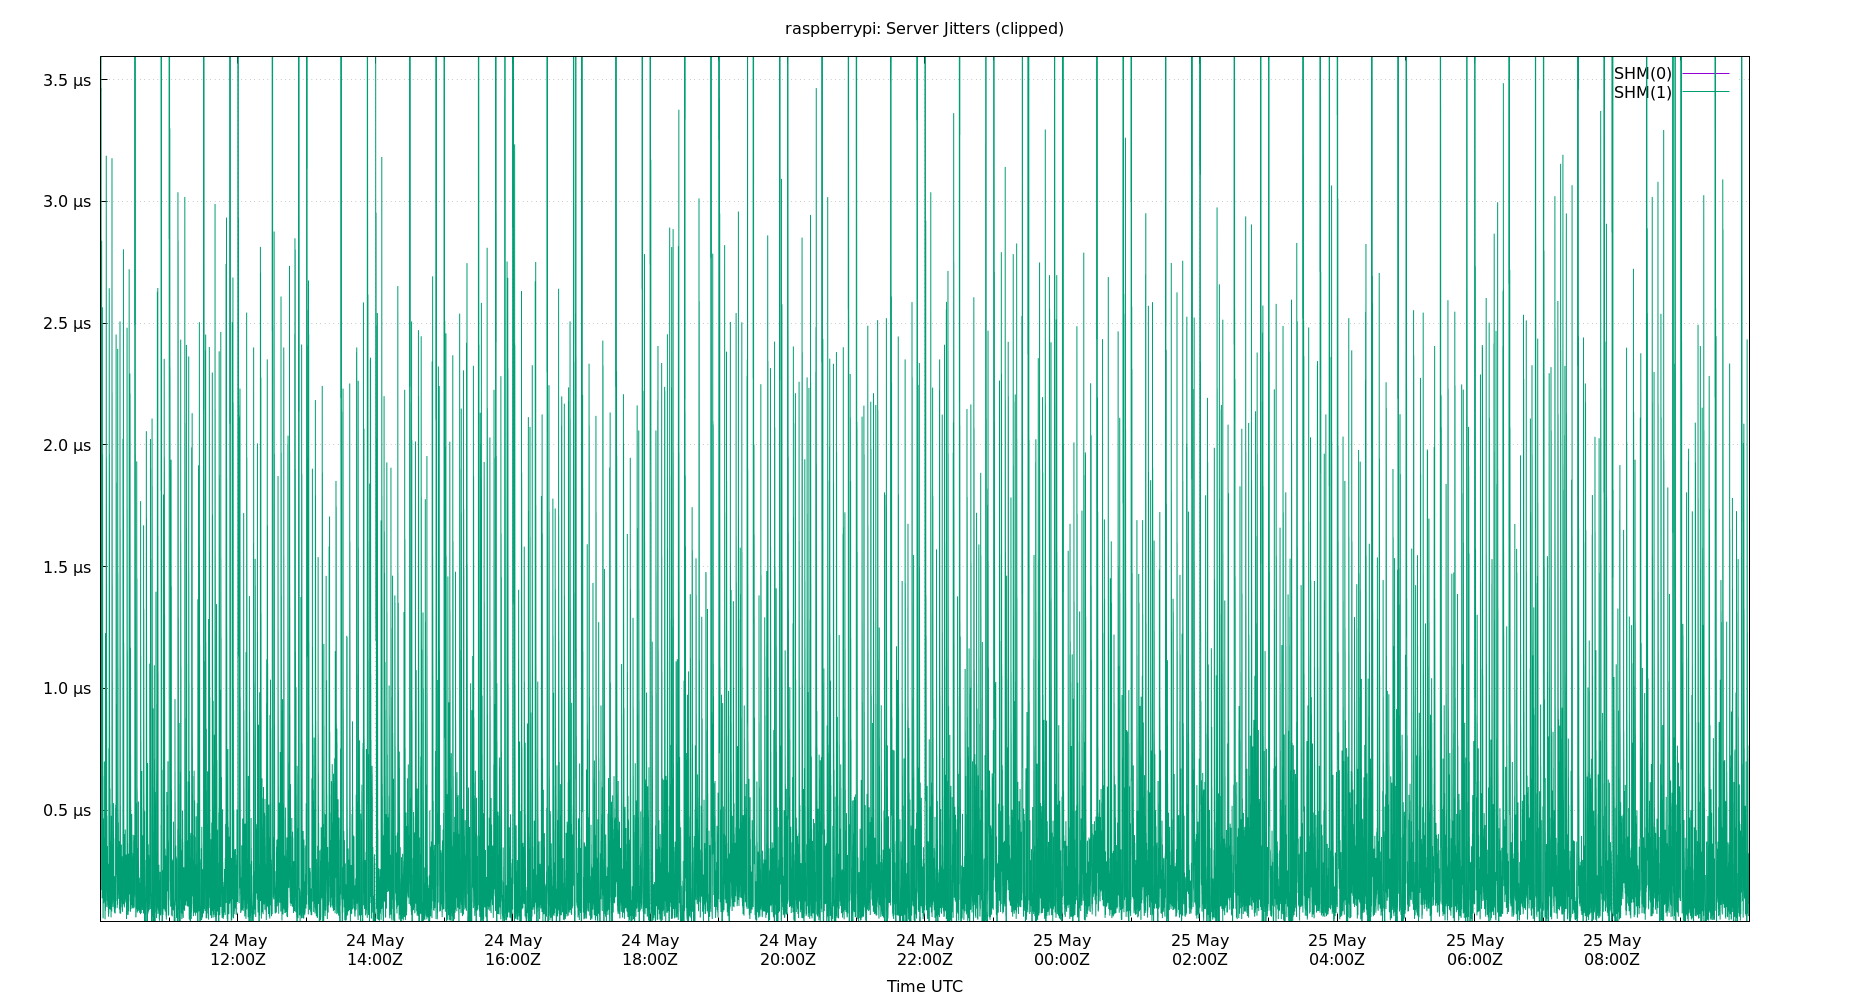 raspberrypi: Server Jitters (clipped)
SHM(0)
SHM(1)
3.5 µs
3.0 µs
2.5 µs
2.0 µs
1.5 µs
1.0 µs
0.5 µs
24 May 24 May 24 May 24 May 24 May 24 May 25 May 25 May 25 May 25 May 25 May
12:00Z 14:00Z 16:00Z 18:00Z 20:00Z 22:00Z 00:00Z 02:00Z 04:00Z 06:00Z 08:00Z
Time UTC